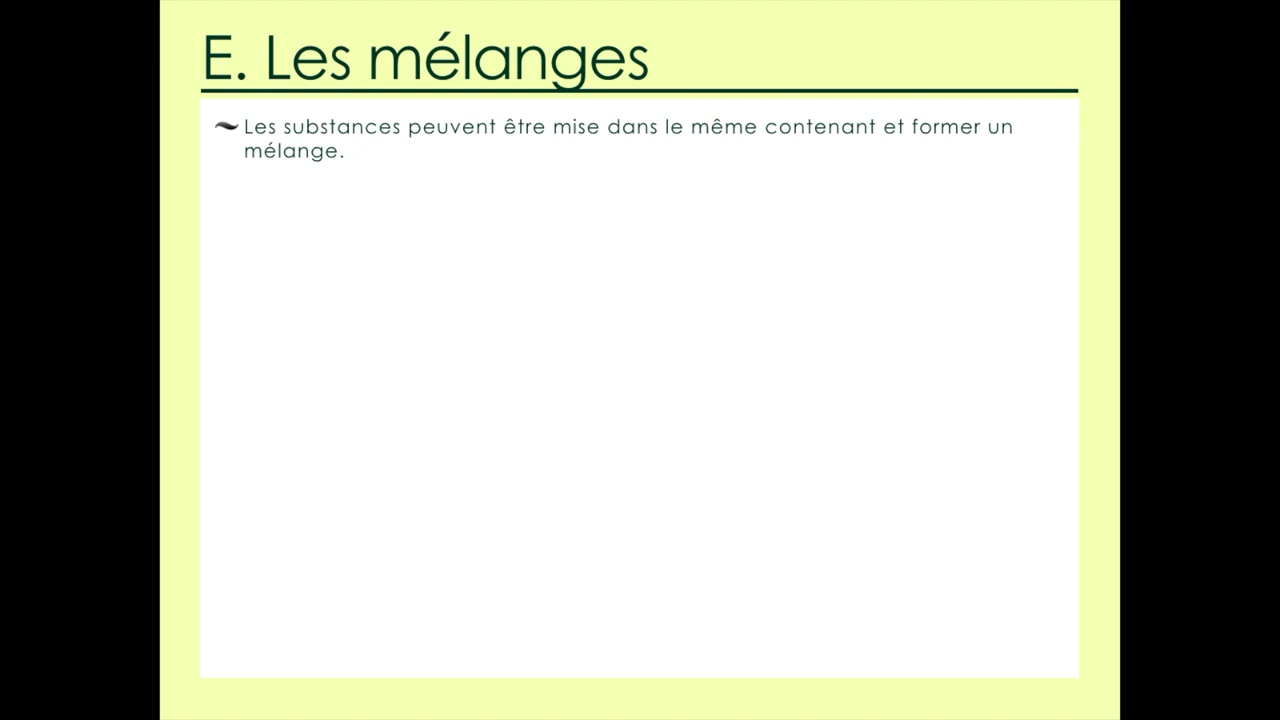 E. Les mélanges
Les substances peuvent être mise dans le même contenant et former un
mélange.